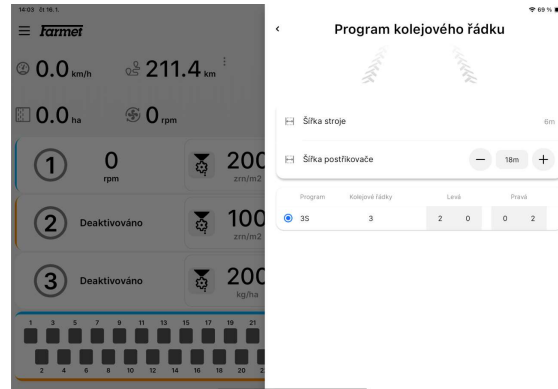 14:03 čt 16. 1.
69 %
Farmet
0.0 km/h
211.4 km
0.0 ha
0 rpm
1
0
rpm
200
zrn/m2
2
Deaktivováno
100
zrn/m2
3
Deaktivováno
200
kg/ha
1 3 5 7 9 11 13 15 17 19 21
2 4 6 8 10 12 14 16 18 20
Program kolejového řádku
Šířka stroje
6m
Šířka postřikovače
18m
Program Kolejové řádky Levá Pravá
3S 3 2 0 0 2